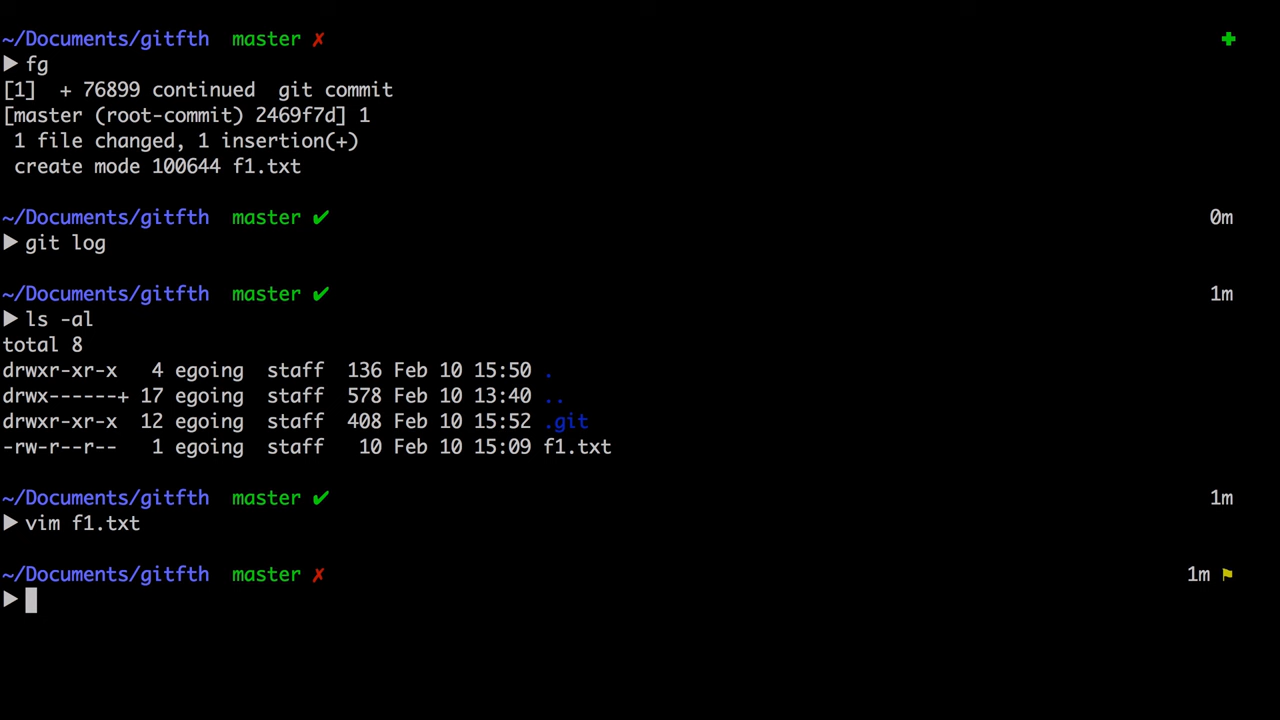 ~/Documents/gitfth  master ✗ ✚
▶ fg
[1]  + 76899 continued  git commit
[master (root-commit) 2469f7d] 1
 1 file changed, 1 insertion(+)
 create mode 100644 f1.txt
~/Documents/gitfth  master ✔ 0m
▶ git log
~/Documents/gitfth  master ✔ 1m
▶ ls -al
total 8
drwxr-xr-x   4 egoing  staff  136 Feb 10 15:50 .
drwx------+ 17 egoing  staff  578 Feb 10 13:40 ..
drwxr-xr-x  12 egoing  staff  408 Feb 10 15:52 .git
-rw-r--r--   1 egoing  staff   10 Feb 10 15:09 f1.txt
~/Documents/gitfth  master ✔ 1m
▶ vim f1.txt
~/Documents/gitfth  master ✗ 1m ⚑
▶